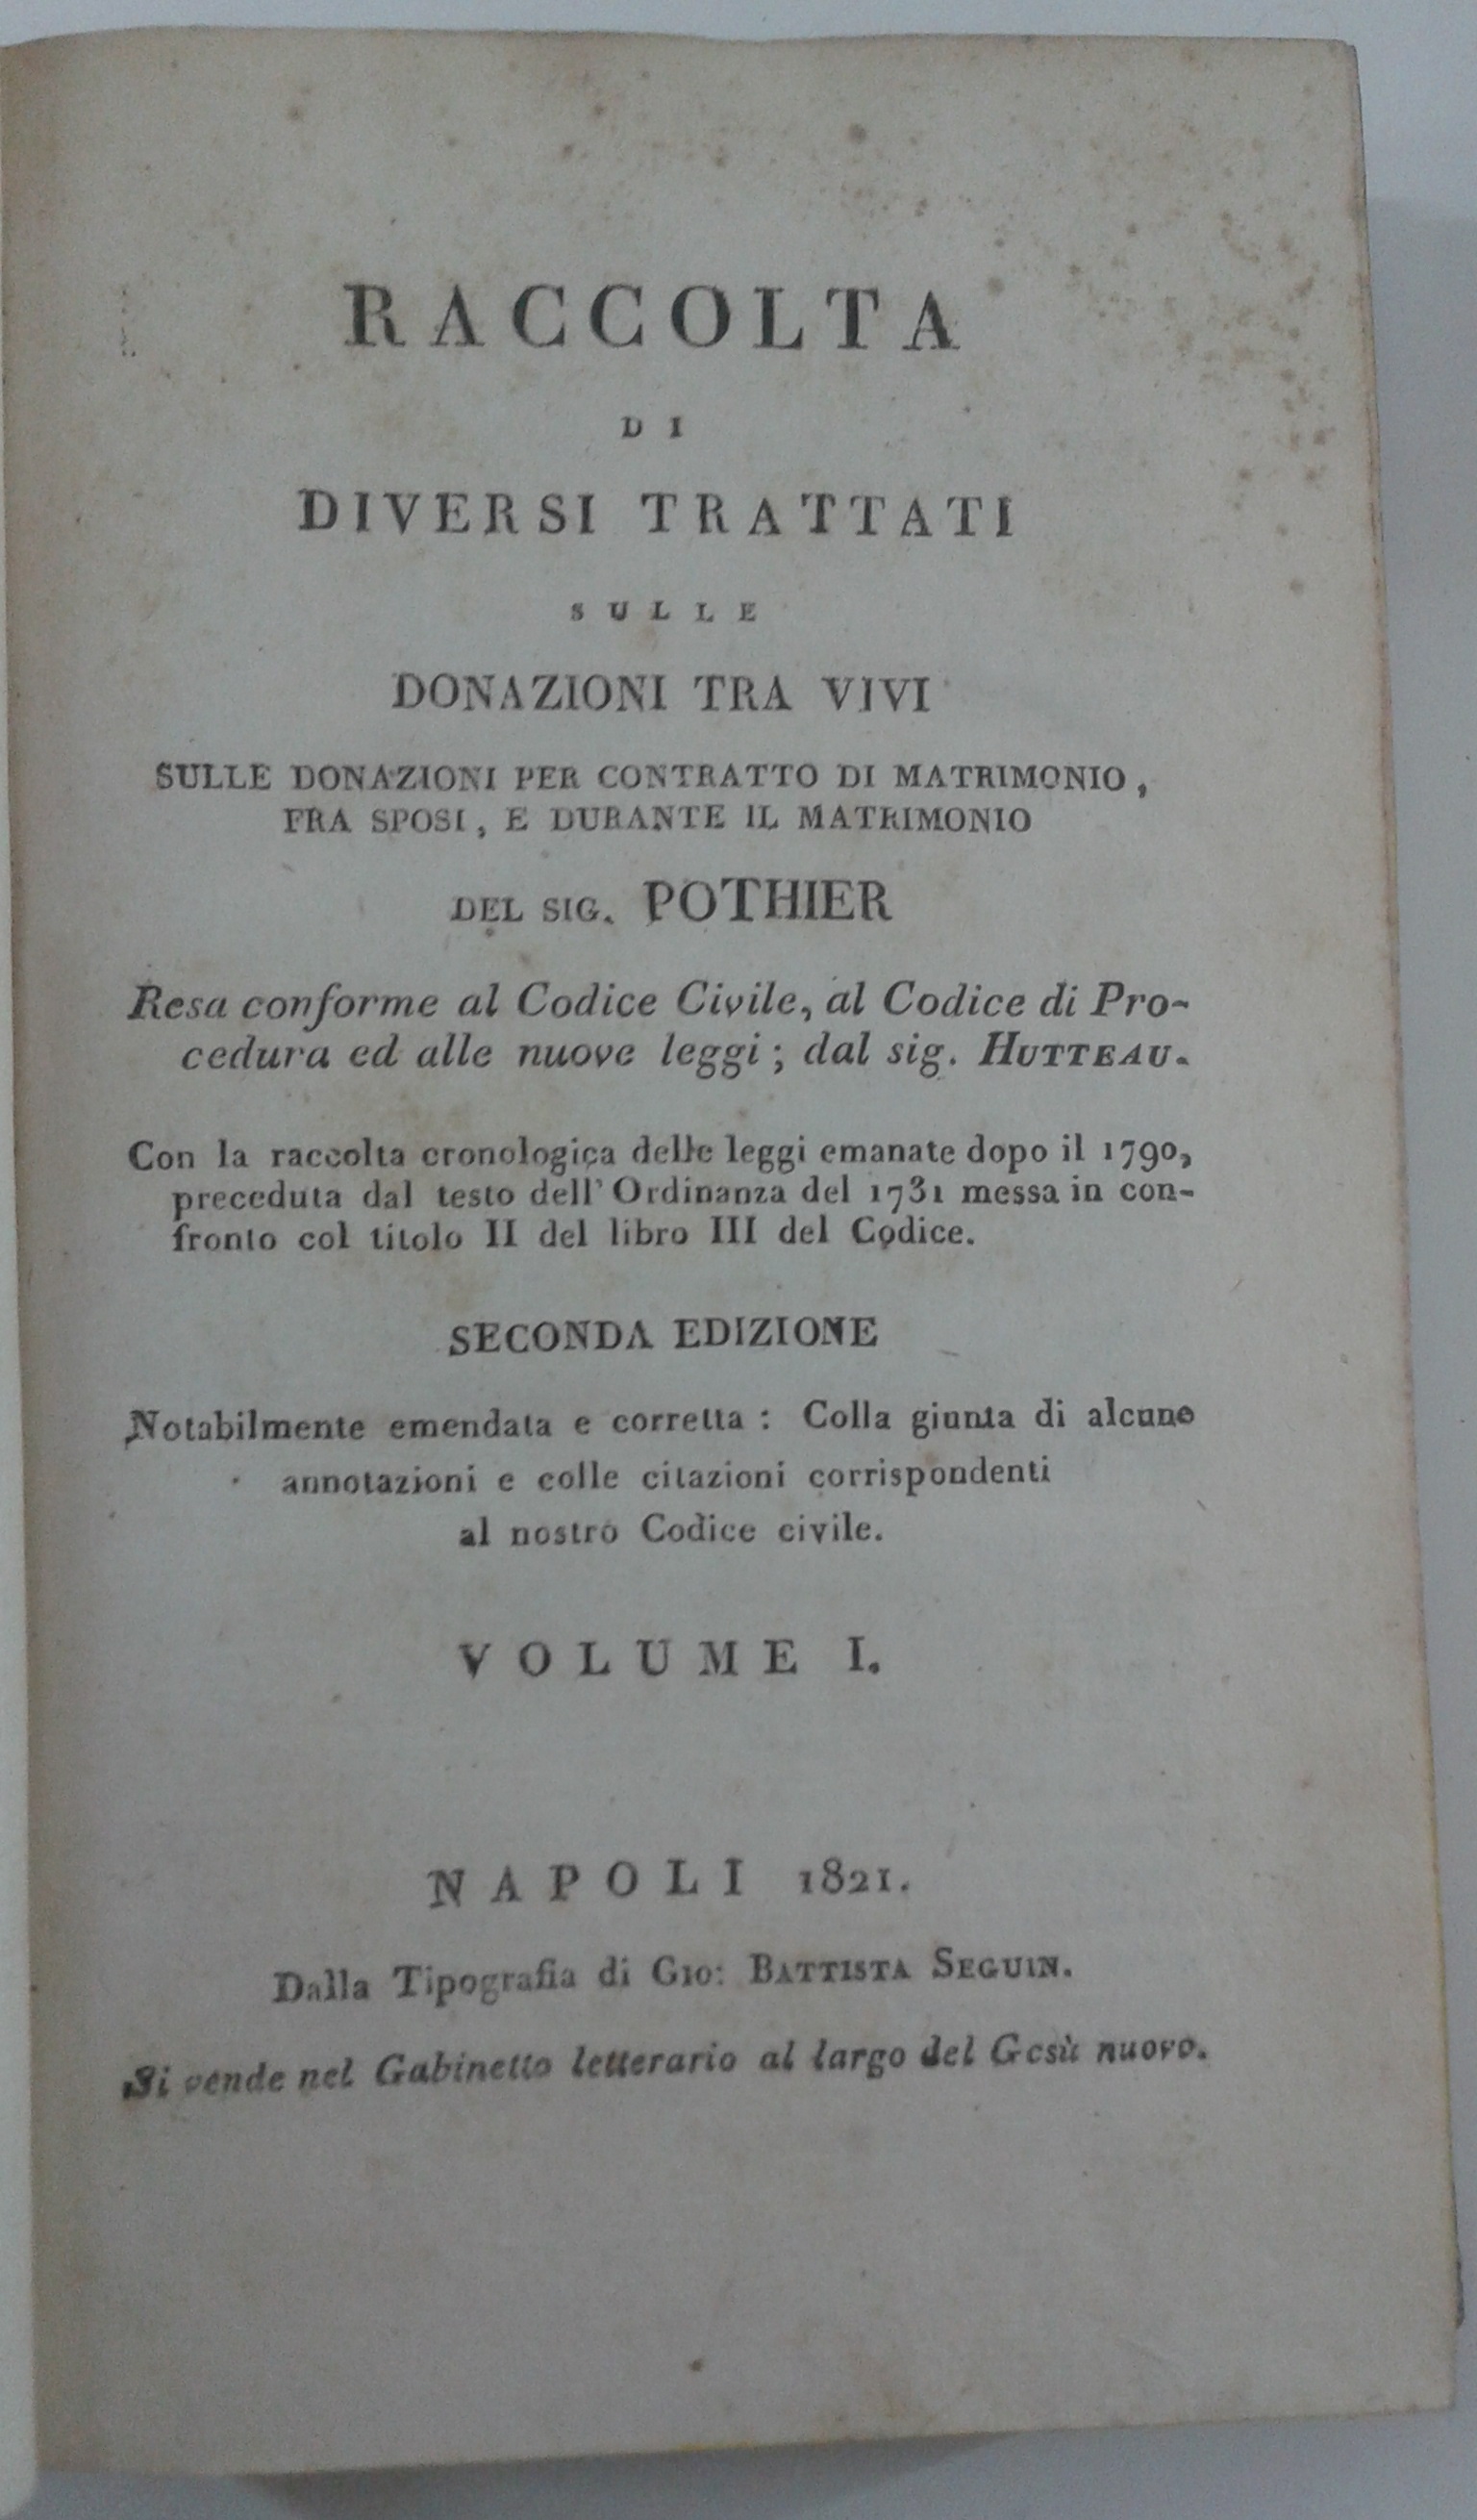 RACCOLTA
DI
DIVERSI TRATTATI
SULLE
DONAZIONI TRA VIVI
SULLE DONAZIONI PER CONTRATTO DI MATRIMONIO,
FRA SPOSI, E DURANTE IL MATRIMONIO
DEL SIG. POTHIER
Resa conforme al Codice Civile, al Codice di Pro-
cedura ed alle nuove leggi; dal sig. HUTTEAU.
Con la raccolta cronologica delle leggi emanate dopo il 1790,
preceduta dal testo dell' Ordinanza del 1731 messa in con-
fronto col titolo II del libro III del Codice.
SECONDA EDIZIONE
Notabilmente emendata e corretta: Colla giunta di alcune
annotazioni e colle citazioni corrispondenti
al nostro Codice civile.
VOLUME I.
NAPOLI 1821.
Dalla Tipografia di GIO: BATTISTA SEGUIN.
Si vende nel Gabinetto letterario al largo del Gesù nuovo.